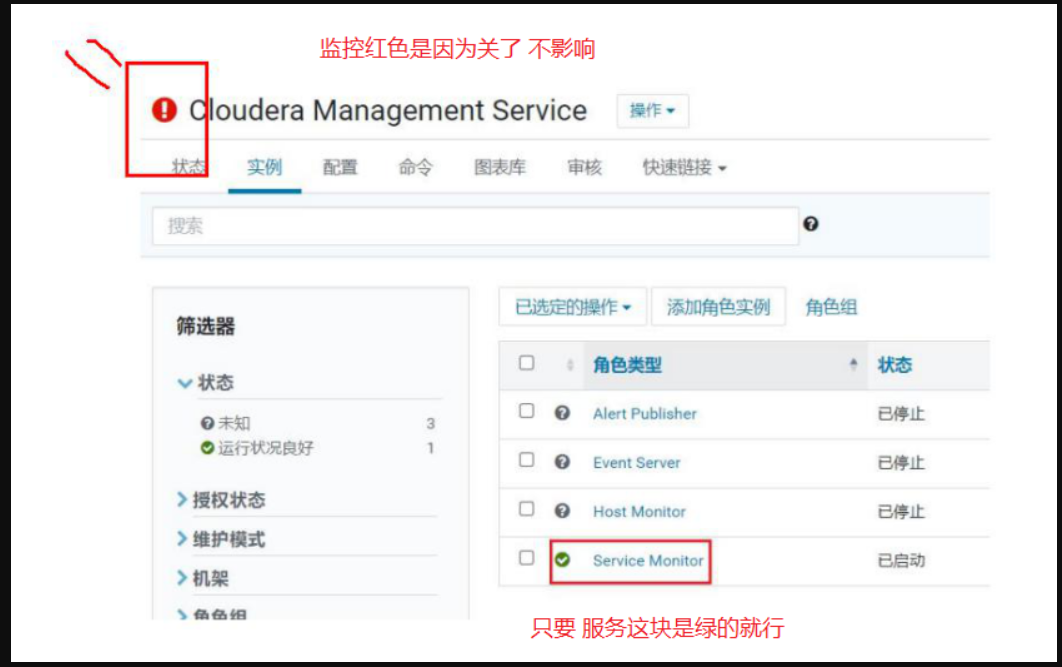 监控红色是因为关了 不影响
Cloudera Management Service 操作
状态 实例 配置 命令 图表库 审核 快速链接
搜索
筛选器
状态
未知 3
运行状况良好 1
授权状态
维护模式
机架
角色组
已选定的操作 添加角色实例 角色组
角色类型 状态
Alert Publisher 已停止
Event Server 已停止
Host Monitor 已停止
Service Monitor 已启动
只要 服务这块是绿的就行